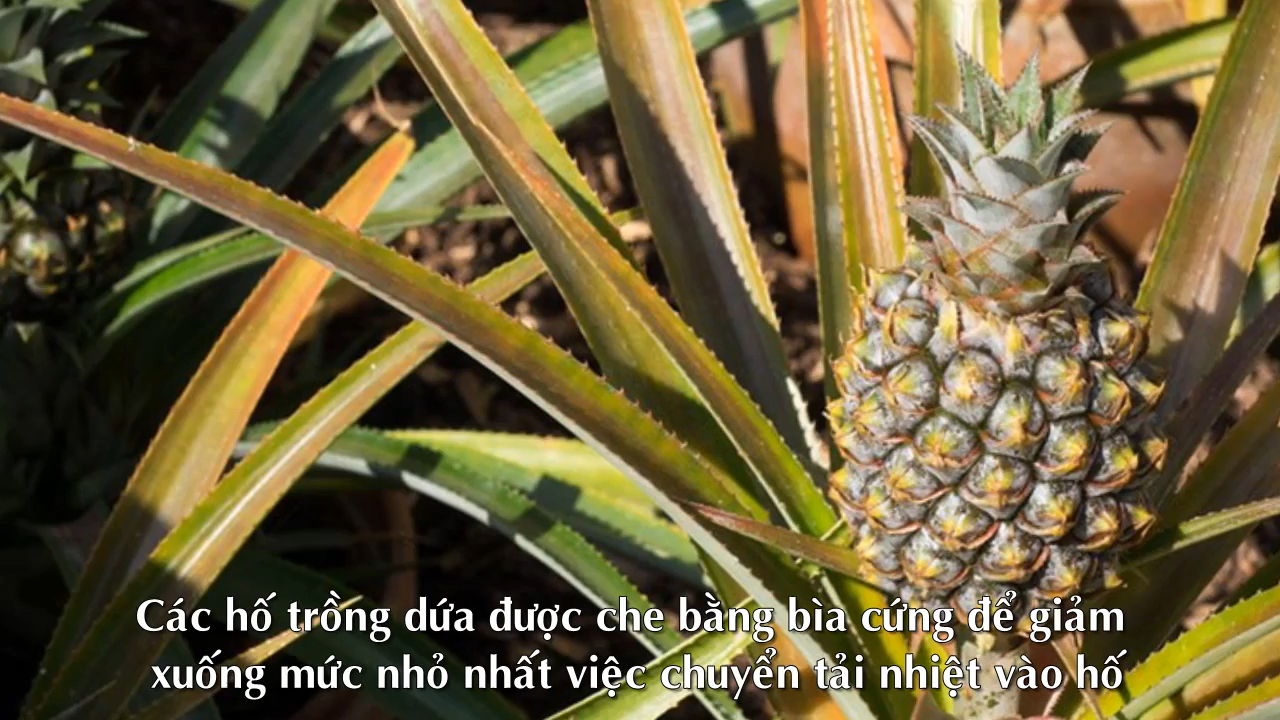 Các hố trồng dứa được che bằng bìa cứng để giảm
xuống mức nhỏ nhất việc chuyển tải nhiệt vào hố